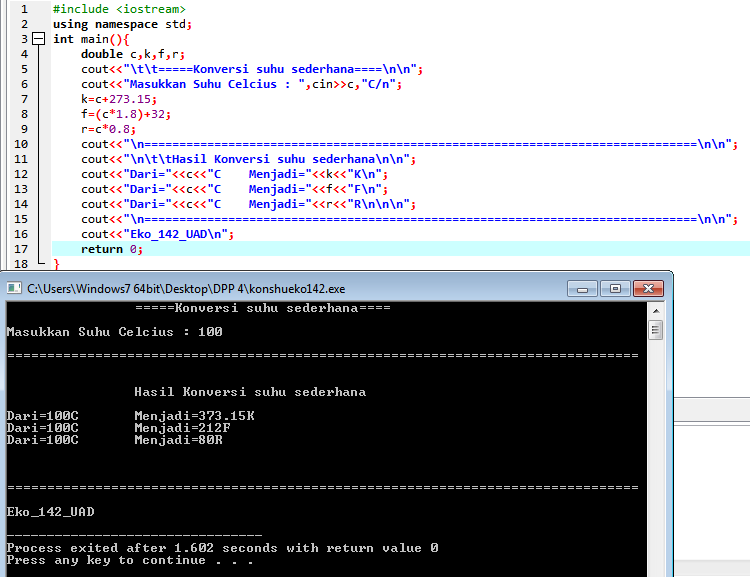 1 #include <iostream>
2 using namespace std;
3 int main(){
4 double c,k,f,r;
5 cout<<"\t\t=====Konversi suhu sederhana====\n\n";
6 cout<<"Masukkan Suhu Celcius : ",cin>>c,"C/n";
7 k=c+273.15;
8 f=(c*1.8)+32;
9 r=c*0.8;
10 cout<<"\n=====================================================================\n\n";
11 cout<<"\n\t\tHasil Konversi suhu sederhana\n\n";
12 cout<<"Dari="<<c<<"C    Menjadi="<<k<<"K\n";
13 cout<<"Dari="<<c<<"C    Menjadi="<<f<<"F\n";
14 cout<<"Dari="<<c<<"C    Menjadi="<<r<<"R\n\n\n\n";
15 cout<<"\n=====================================================================\n\n";
16 cout<<"Eko_142_UAD\n";
17 return 0;
18 }
C:\Users\Windows7 64bit\Desktop\DPP 4\konshueko142.exe
=====Konversi suhu sederhana====
Masukkan Suhu Celcius : 100
===============================================================================
Hasil Konversi suhu sederhana
Dari=100C       Menjadi=373.15K
Dari=100C       Menjadi=212F
Dari=100C       Menjadi=80R
===============================================================================
Eko_142_UAD
--------------------------------
Process exited after 1.602 seconds with return value 0
Press any key to continue . . .